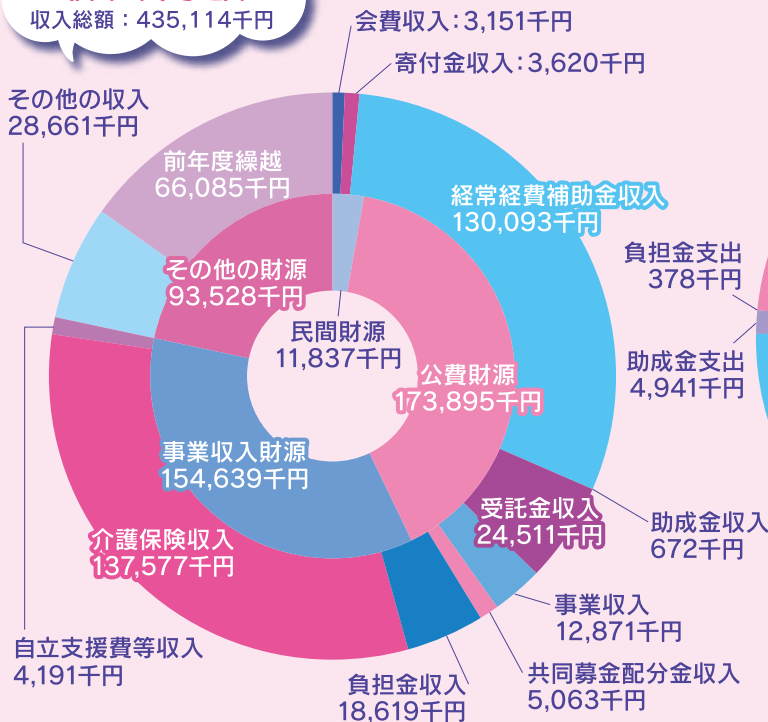 収入総額：435,114千円
会費収入：3,151千円
寄付金収入：3,620千円
その他の収入
28,661千円
前年度繰越
66,085千円
経常経費補助金収入
130,093千円
負担金支出
378千円
その他の財源
93,528千円
民間財源
11,837千円
助成金支出
4,941千円
公費財源
173,895千円
事業収入財源
154,639千円
受託金収入
24,511千円
助成金収入
672千円
介護保険収入
137,577千円
事業収入
12,871千円
自立支援費等収入
4,191千円
共同募金配分金収入
5,063千円
負担金収入
18,619千円